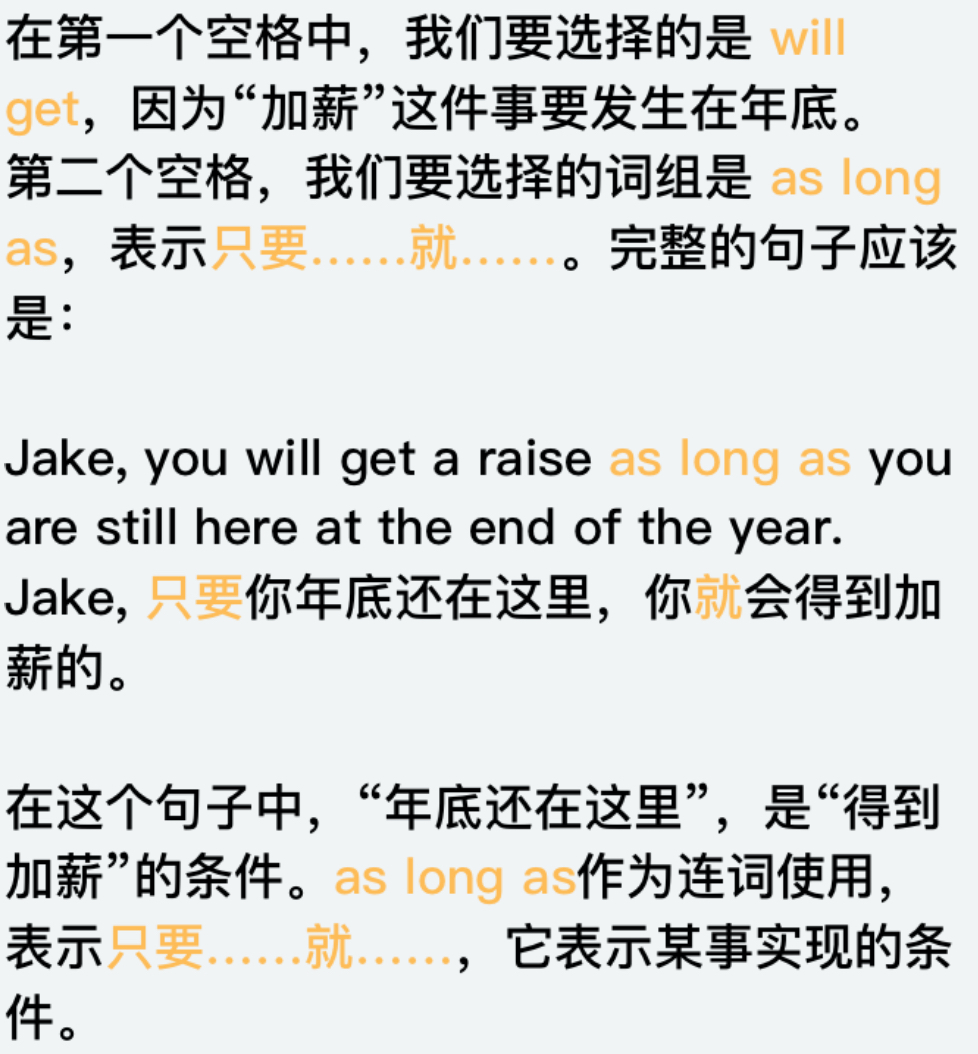 在第一个空格中，我们要选择的是 will
get，因为“加薪”这件事要发生在年底。
第二个空格，我们要选择的词组是 as long
as，表示只要……就……。完整的句子应该
是：
Jake, you will get a raise as long as you
are still here at the end of the year.
Jake, 只要你年底还在这里，你就会得到加
薪的。
在这个句子中，“年底还在这里”，是“得到
加薪”的条件。as long as作为连词使用，
表示只要……就……，它表示某事实现的条
件。